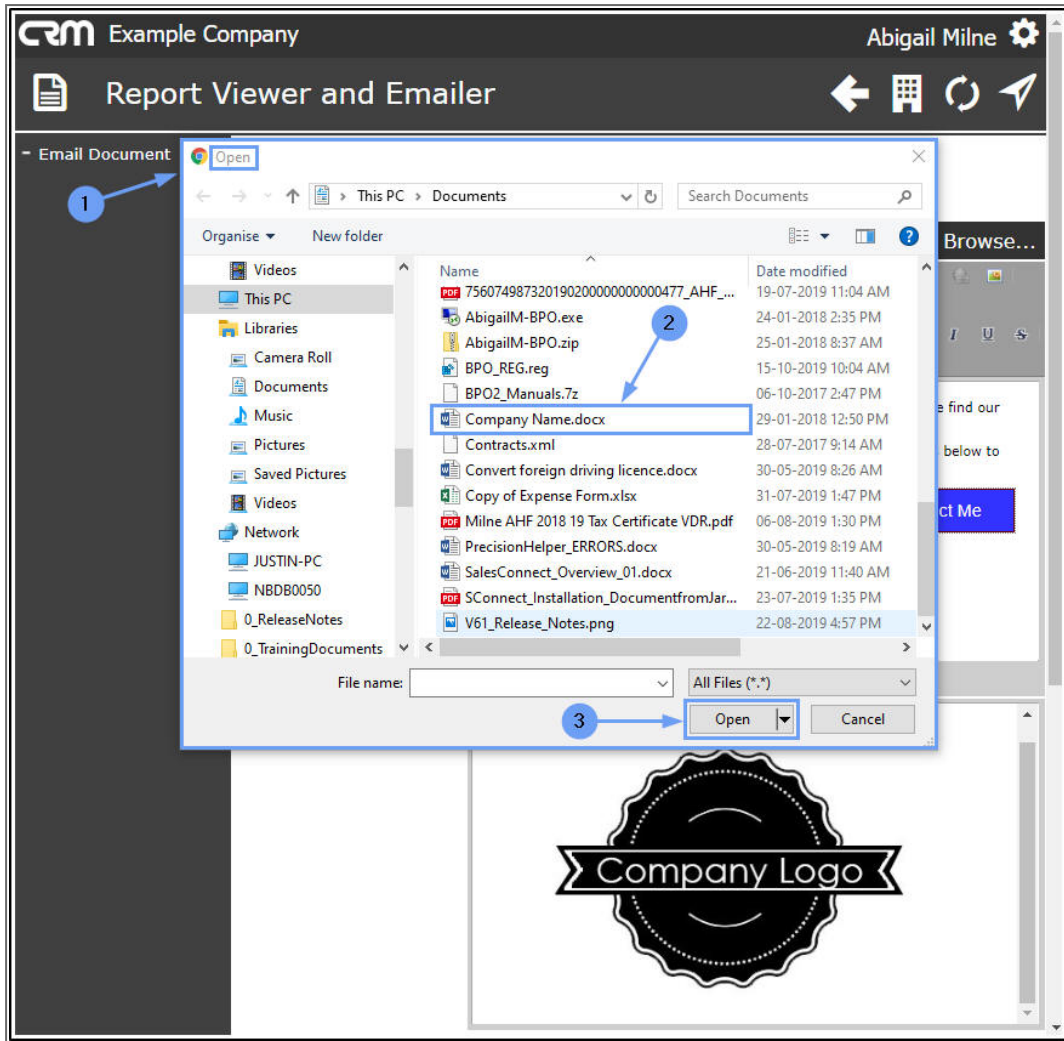 CRM Example Company Abigail Milne
Report Viewer and Emailer
- Email Document
Open
1
This PC > Documents
Search Documents
Organise
New folder
Browse...
Videos
This PC
Libraries
Camera Roll
Documents
Music
Pictures
Saved Pictures
Videos
Network
JUSTIN-PC
NBDB0050
0_ReleaseNotes
0_TrainingDocuments
Name Date modified
756074987320190200000000000477_AHF_... 19-07-2019 11:04 AM
AbigailM-BPO.exe 24-01-2018 2:35 PM
2
AbigailM-BPO.zip 25-01-2018 8:37 AM
BPO_REG.reg 15-10-2019 10:04 AM
BPO2_Manuals.7z 06-10-2017 2:47 PM
Company Name.docx 29-01-2018 12:50 PM
Contracts.xml 28-07-2017 9:14 AM
Convert foreign driving licence.docx 30-05-2019 8:26 AM
Copy of Expense Form.xlsx 31-07-2019 1:47 PM
Milne AHF 2018 19 Tax Certificate VDR.pdf 06-08-2019 1:30 PM
PrecisionHelper_ERRORS.docx 30-05-2019 8:19 AM
SalesConnect_Overview_01.docx 21-06-2019 11:40 AM
SConnect_Installation_DocumentfromJar... 23-07-2019 1:35 PM
V61_Release_Notes.png 22-08-2019 4:57 PM
I U S
find our
below to
ct Me
File name:
All Files (*.*)
3
Open
Cancel
Company Logo